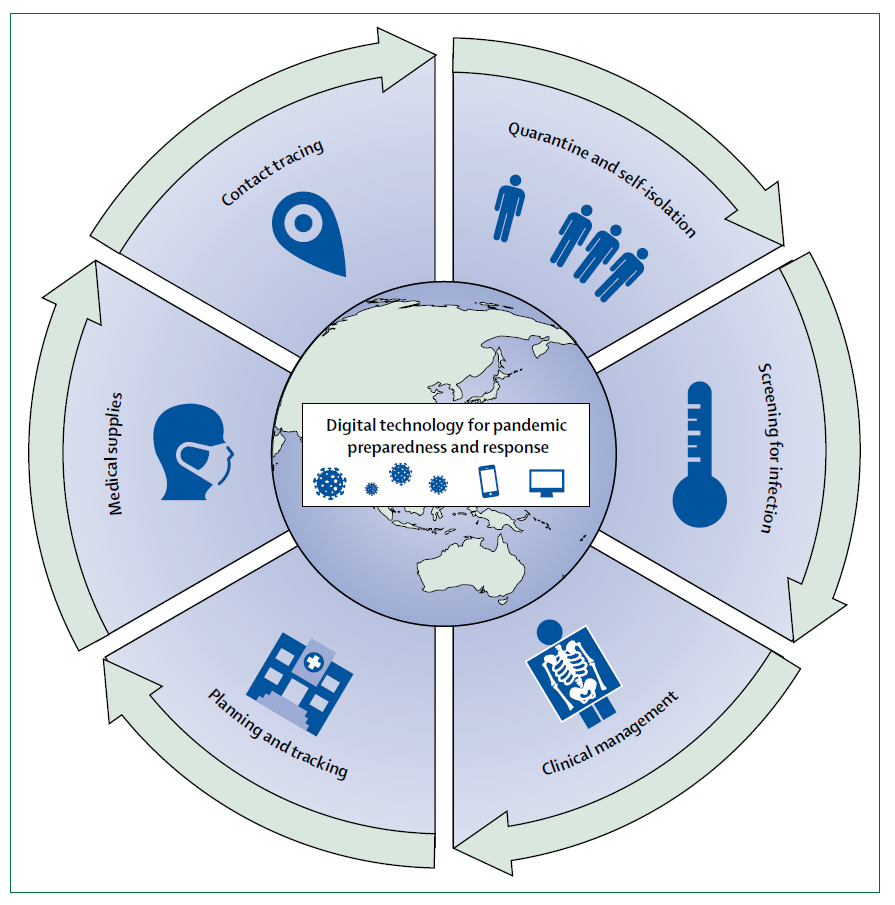 Contact tracing
Quarantine and self-isolation
Screening for infection
Clinical management
Planning and tracking
Medical supplies
Digital technology for pandemic
preparedness and response